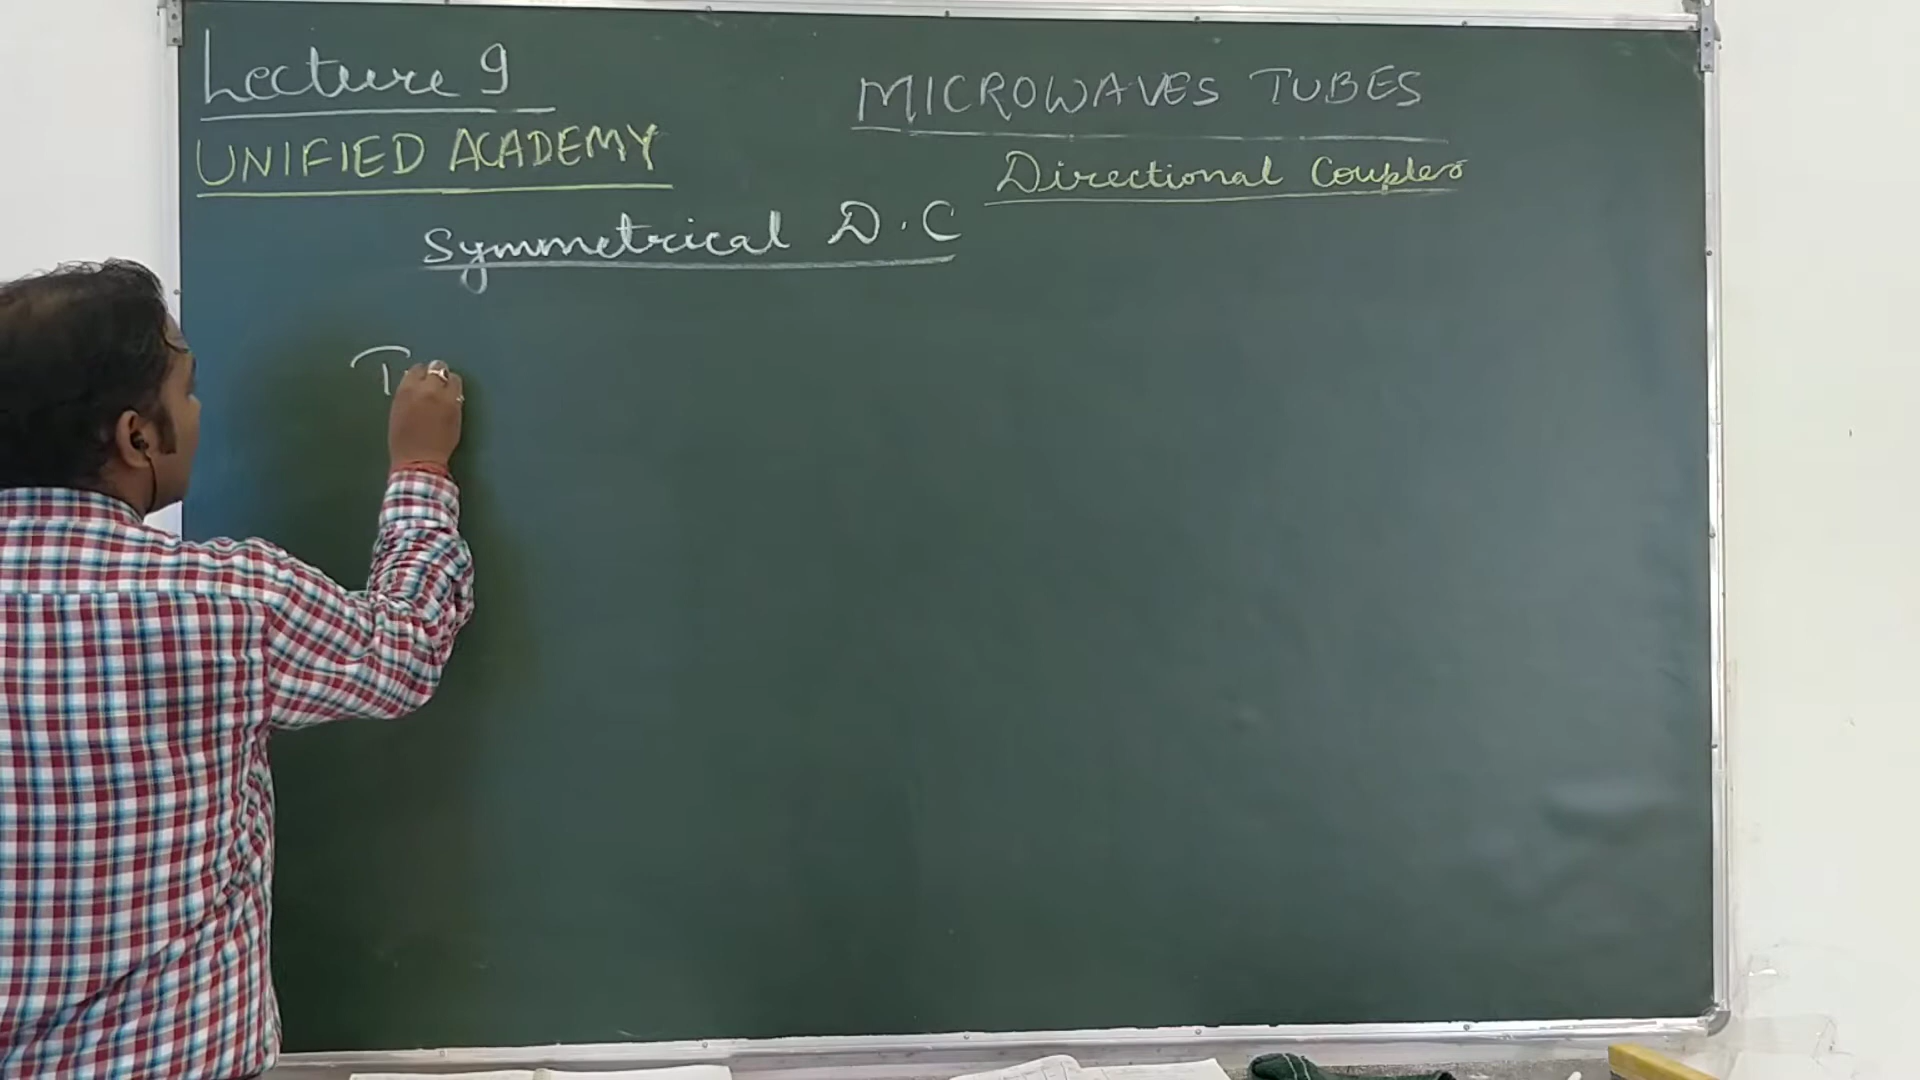 Lecture 9
MICROWAVES TUBES
UNIFIED ACADEMY
Directional Couplers
Symmetrical D.C
T